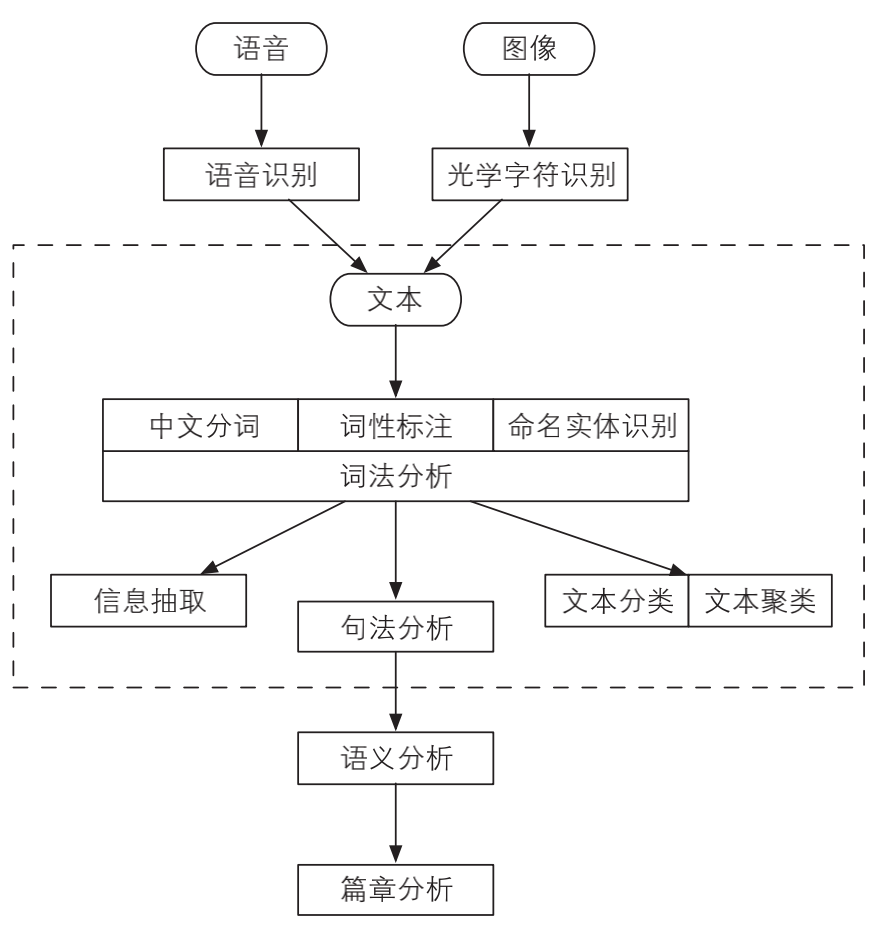 语音
图像
语音识别
光学字符识别
文本
中文分词
词性标注
命名实体识别
词法分析
信息抽取
句法分析
文本分类
文本聚类
语义分析
篇章分析